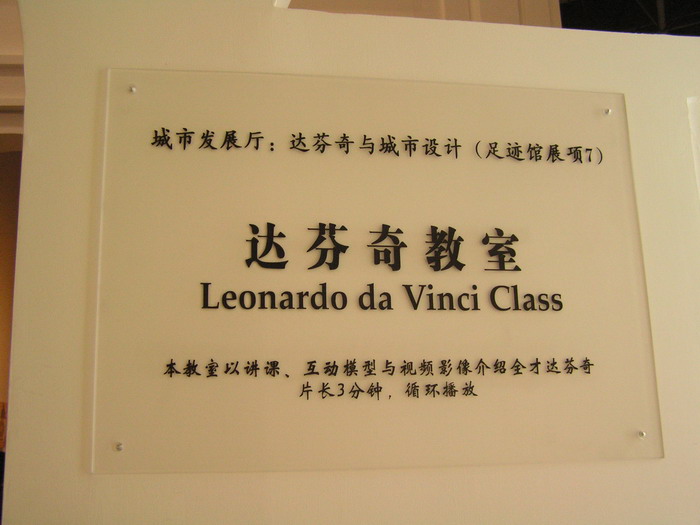 城市发展厅：达芬奇与城市设计（足迹馆展项7）
达芬奇教室
Leonardo da Vinci Class
本教室以讲课、互动模型与视频影像介绍全才达芬奇
片长3分钟，循环播放